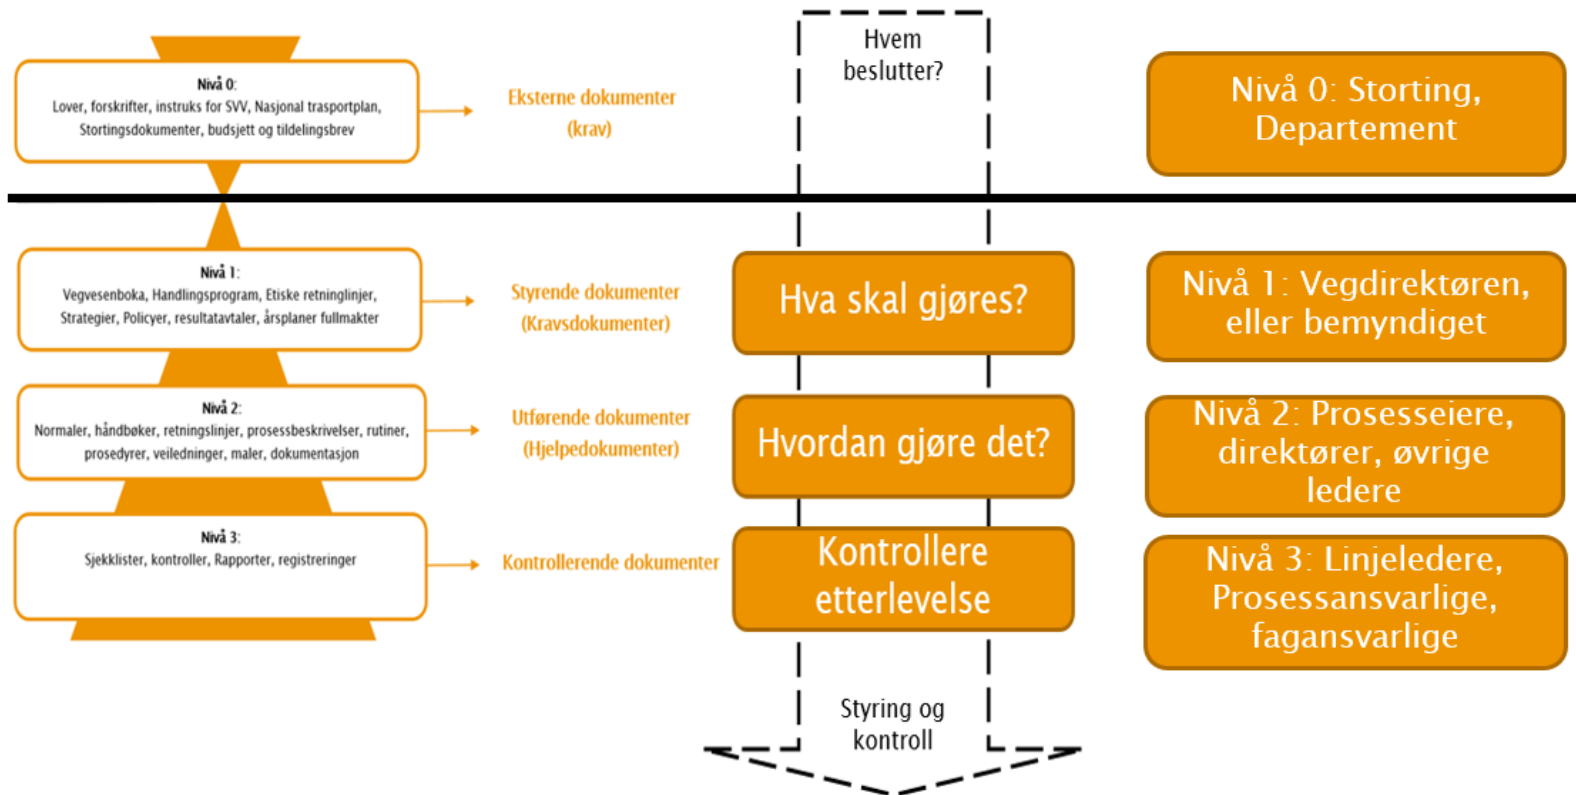 Nivå 0:
Lover, forskrifter, instruks for SVV, Nasjonal trasportplan,
Stortingsdokumenter, budsjett og tildelingsbrev
Eksterne dokumenter
(krav)
Hvem
beslutter?
Nivå 0: Storting,
Departement
Nivå 1:
Vegvesenboka, Handlingsprogram, Etiske retninglinjer,
Strategier, Policyer, resultatavtaler, årsplaner fullmakter
Styrende dokumenter
(Kravsdokumenter)
Hva skal gjøres?
Nivå 1: Vegdirektøren,
eller bemyndiget
Nivå 2:
Normaler, håndbøker, retningslinjer, prosessbeskrivelser, rutiner,
prosedyrer, veiledninger, maler, dokumentasjon
Utførende dokumenter
(Hjelpedokumenter)
Hvordan gjøre det?
Nivå 2: Prosesseiere,
direktører, øvrige
ledere
Nivå 3:
Sjekklister, kontroller, Rapporter, registreringer
Kontrollerende dokumenter
Kontrollere
etterlevelse
Nivå 3: Linjeledere,
Prosessansvarlige,
fagansvarlige
Styring og
kontroll